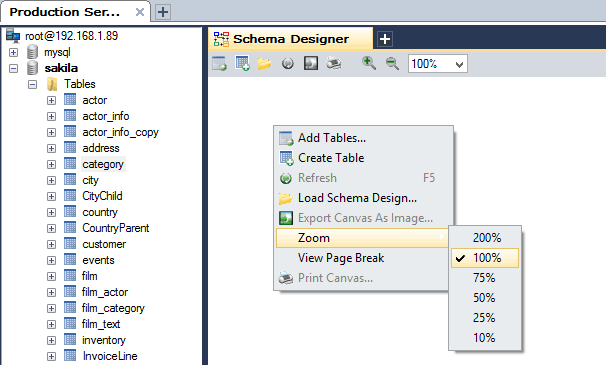 Production Ser...
root@192.168.1.89
mysql
sakila
Tables
actor
actor_info
actor_info_copy
address
category
city
CityChild
country
CountryParent
customer
events
film
film_actor
film_category
film_text
inventory
InvoiceLine
Schema Designer
100%
Add Tables...
Create Table
Refresh F5
Load Schema Design...
Export Canvas As Image...
Zoom
View Page Break
Print Canvas...
200%
100%
75%
50%
25%
10%